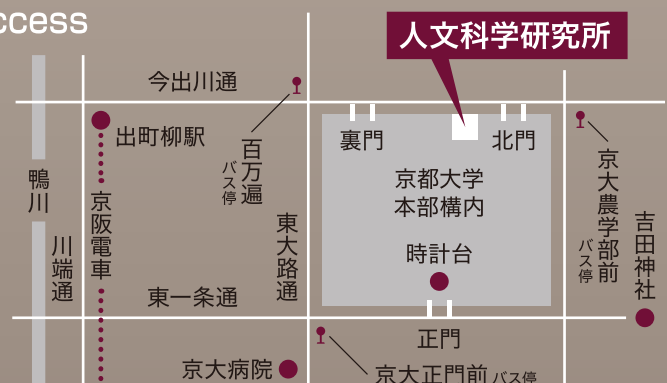 ccess
人文科学研究所
今出川通
出町柳駅
百万遍
バス停
裏門
北門
京都大学
本部構内
時計台
京大農学部前
バス停
吉田神社
鴨川
川端通
京阪電車
東大路通
東一条通
正門
京大病院
京大正門前 バス停